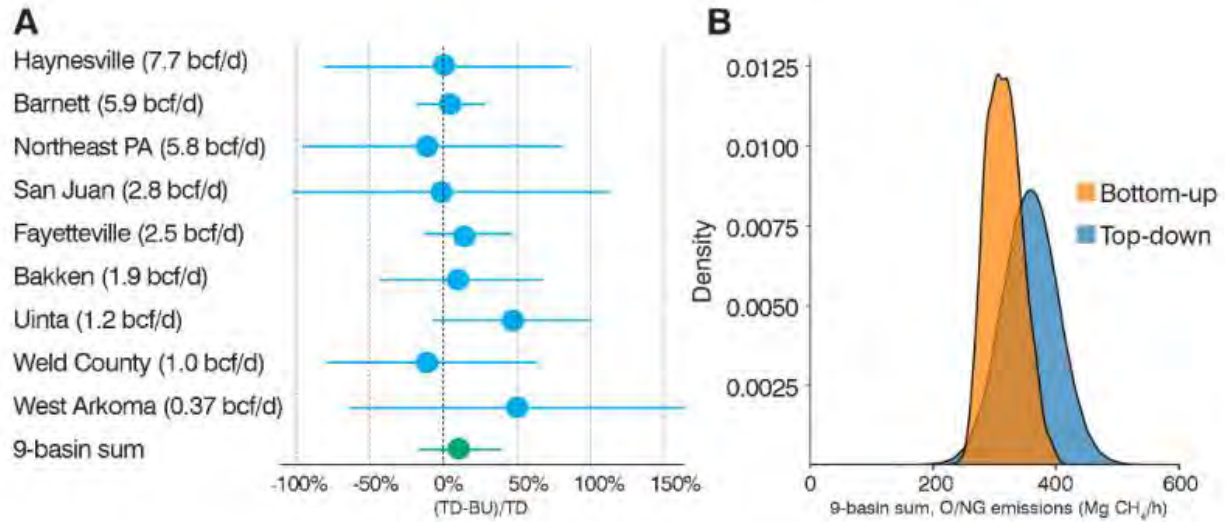 A
Haynesville (7.7 bcf/d)
Barnett (5.9 bcf/d)
Northeast PA (5.8 bcf/d)
San Juan (2.8 bcf/d)
Fayetteville (2.5 bcf/d)
Bakken (1.9 bcf/d)
Uinta (1.2 bcf/d)
Weld County (1.0 bcf/d)
West Arkoma (0.37 bcf/d)
9-basin sum
-100% -50% 0% 50% 100% 150%
(TD-BU)/TD
B
0.0125
0.0100
0.0075
0.0050
0.0025
Density
Bottom-up
Top-down
0 200 400 600
9-basin sum, O/NG emissions (Mg CH₄/h)